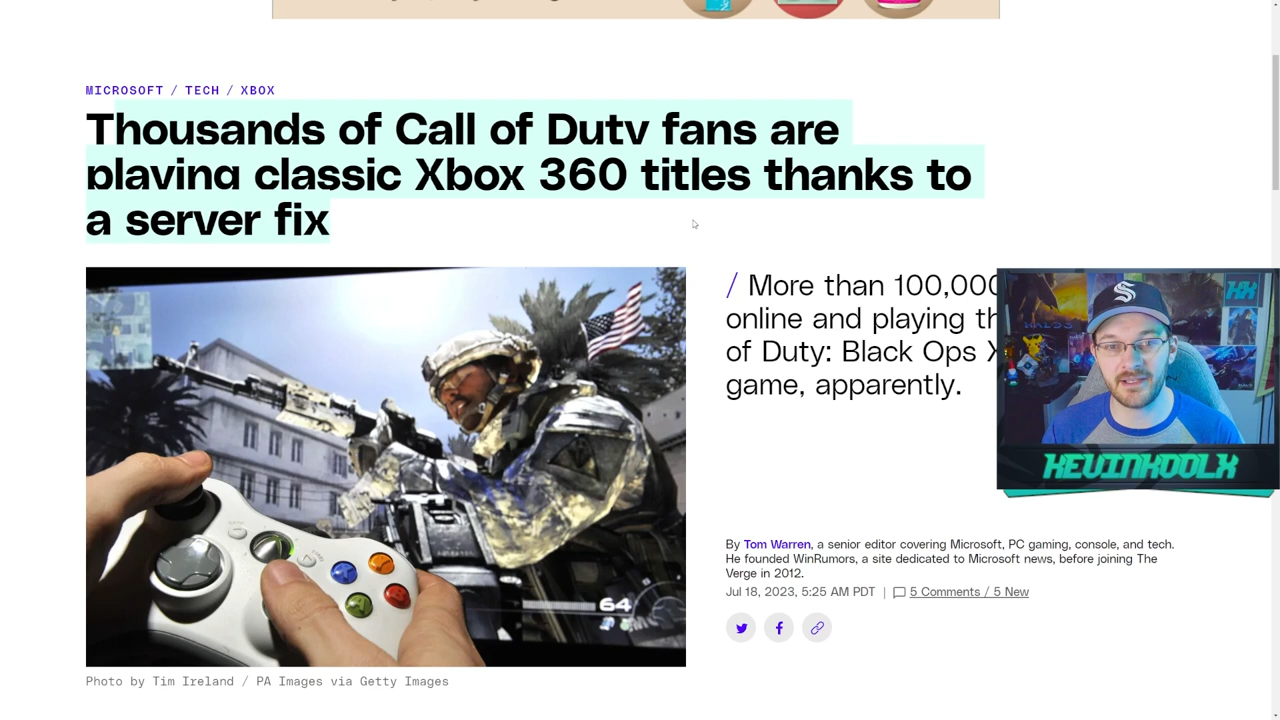 MICROSOFT / TECH / XBOX
Thousands of Call of Duty fans are
playing classic Xbox 360 titles thanks to
a server fix
/ More than 100,000
online and playing th
of Duty: Black Ops X
game, apparently.
KEVINKOOLX
By Tom Warren, a senior editor covering Microsoft, PC gaming, console, and tech.
He founded WinRumors, a site dedicated to Microsoft news, before joining The
Verge in 2012.
Jul 18, 2023, 5:25 AM PDT | 5 Comments / 5 New
64
Photo by Tim Ireland / PA Images via Getty Images